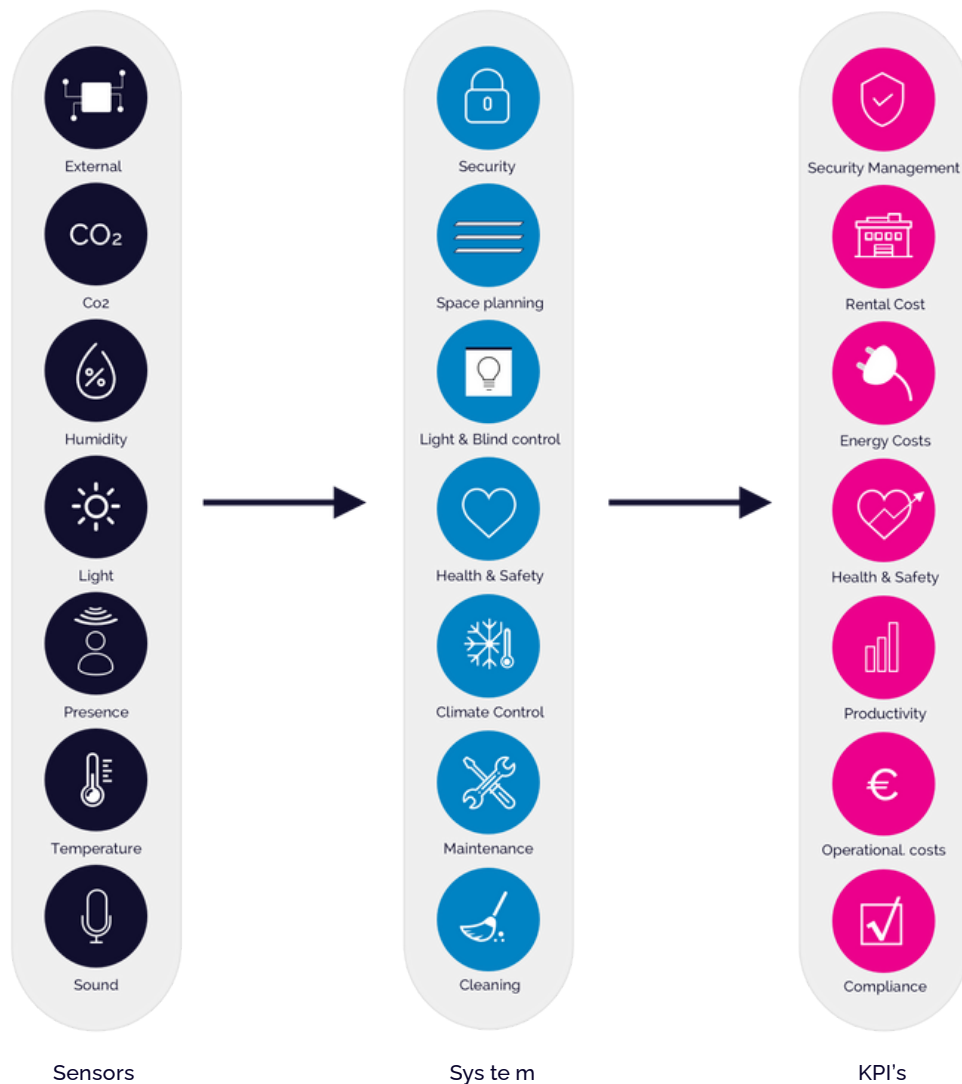 External
CO₂
Co2
Humidity
Light
Presence
Temperature
Sound
Sensors
Security
Space planning
Light & Blind control
Health & Safety
Climate Control
Maintenance
Cleaning
Sys te m
Security Management
Rental Cost
Energy Costs
Health & Safety
Productivity
€
Operational. costs
Compliance
KPI's